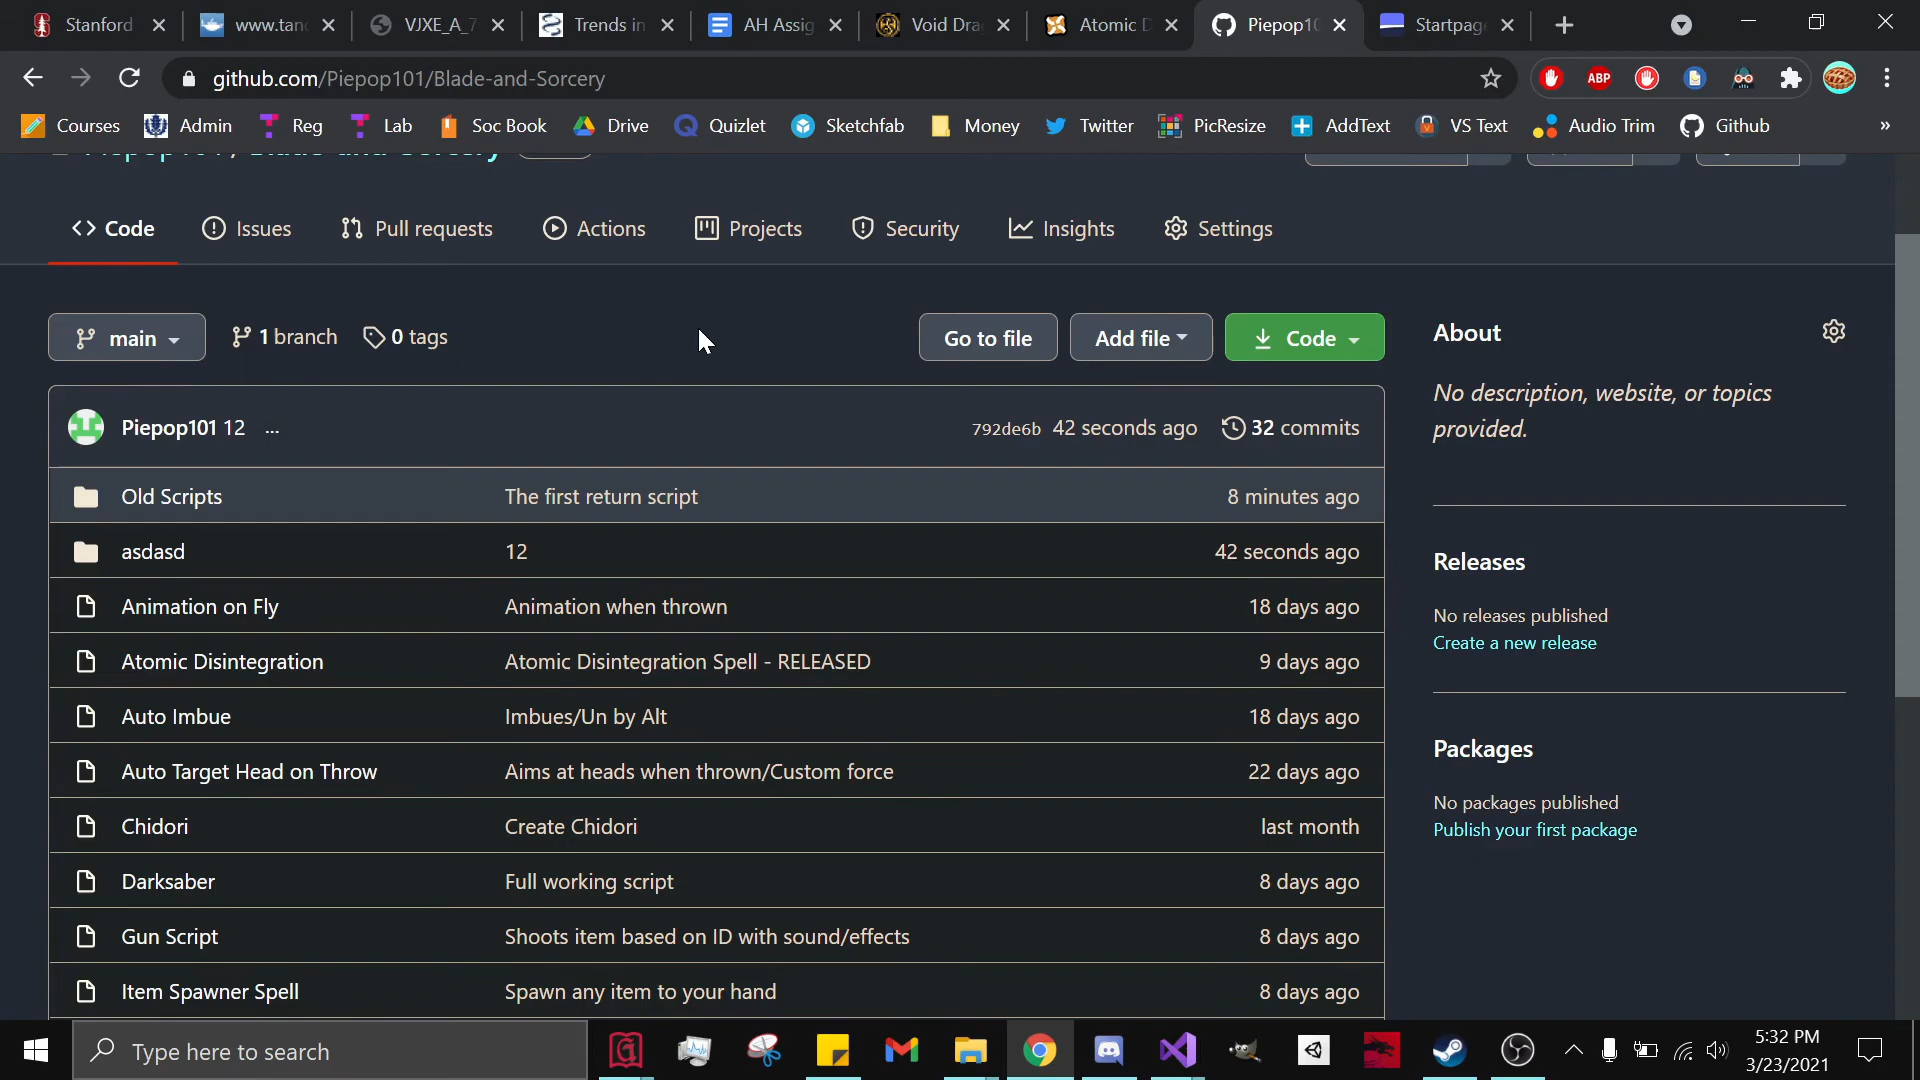 Stanford
www.tan
VJXE_A_7
Trends in
AH Assig
Void Dra
Atomic D
Piepop10
Startpag
github.com/Piepop101/Blade-and-Sorcery
ABP
Courses
Admin
Reg
Lab
Soc Book
Drive
Quizlet
Sketchfab
Money
Twitter
PicResize
AddText
VS Text
Audio Trim
Github
»
Piepop101 / Blade-and-Sorcery
<> Code
Issues
Pull requests
Actions
Projects
Security
Insights
Settings
main
1 branch
0 tags
Go to file
Add file
Code
About
No description, website, or topics
provided.
Piepop101 12 ...
792de6b 42 seconds ago
32 commits
Old Scripts
The first return script
8 minutes ago
asdasd
12
42 seconds ago
Animation on Fly
Animation when thrown
18 days ago
Atomic Disintegration
Atomic Disintegration Spell - RELEASED
9 days ago
Auto Imbue
Imbues/Un by Alt
18 days ago
Auto Target Head on Throw
Aims at heads when thrown/Custom force
22 days ago
Chidori
Create Chidori
last month
Darksaber
Full working script
8 days ago
Gun Script
Shoots item based on ID with sound/effects
8 days ago
Item Spawner Spell
Spawn any item to your hand
8 days ago
Releases
No releases published
Create a new release
Packages
No packages published
Publish your first package
Type here to search
5:32 PM
3/23/2021